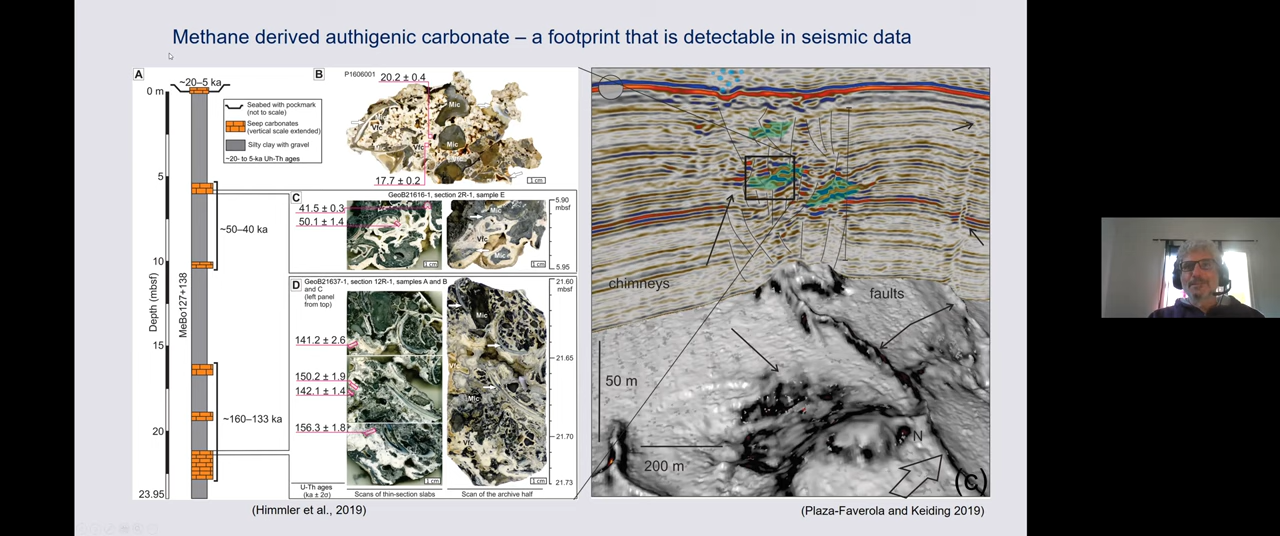 Methane derived authigenic carbonate – a footprint that is detectable in seismic data
A
~20–5 ka
0 m
5
10
15
20
23.95
Depth (mbsf)
MeBo127+138
Seabed with pockmark
(not to scale)
Seep carbonates
(vertical scale extended)
Silty clay with gravel
~20- to 5-ka Uh-Th ages
~50–40 ka
~160–133 ka
B
P1606001
20.2 ± 0.4
17.7 ± 0.2
Mic
Vfc
Vfc
Vfc
Mic
Mic
1 cm
C
GeoB21616-1, section 2R-1, sample E
41.5 ± 0.3
50.1 ± 1.4
Mic
Vfc
Mic
1 cm
1 cm
5.90
mbsf
5.95
D
GeoB21637-1, section 12R-1, samples A and B
and C
(left panel
from top)
141.2 ± 2.6
150.2 ± 1.9
142.1 ± 1.4
156.3 ± 1.8
Mic
Vfc
Mic
Vfc
1 cm
1 cm
21.60
mbsf
21.65
21.70
21.73
U-Th ages
(ka ± 2σ)
Scans of thin-section slabs
Scan of the archive half
(Himmler et al., 2019)
chimneys
faults
50 m
200 m
N
(C)
(Plaza-Faverola and Keiding 2019)